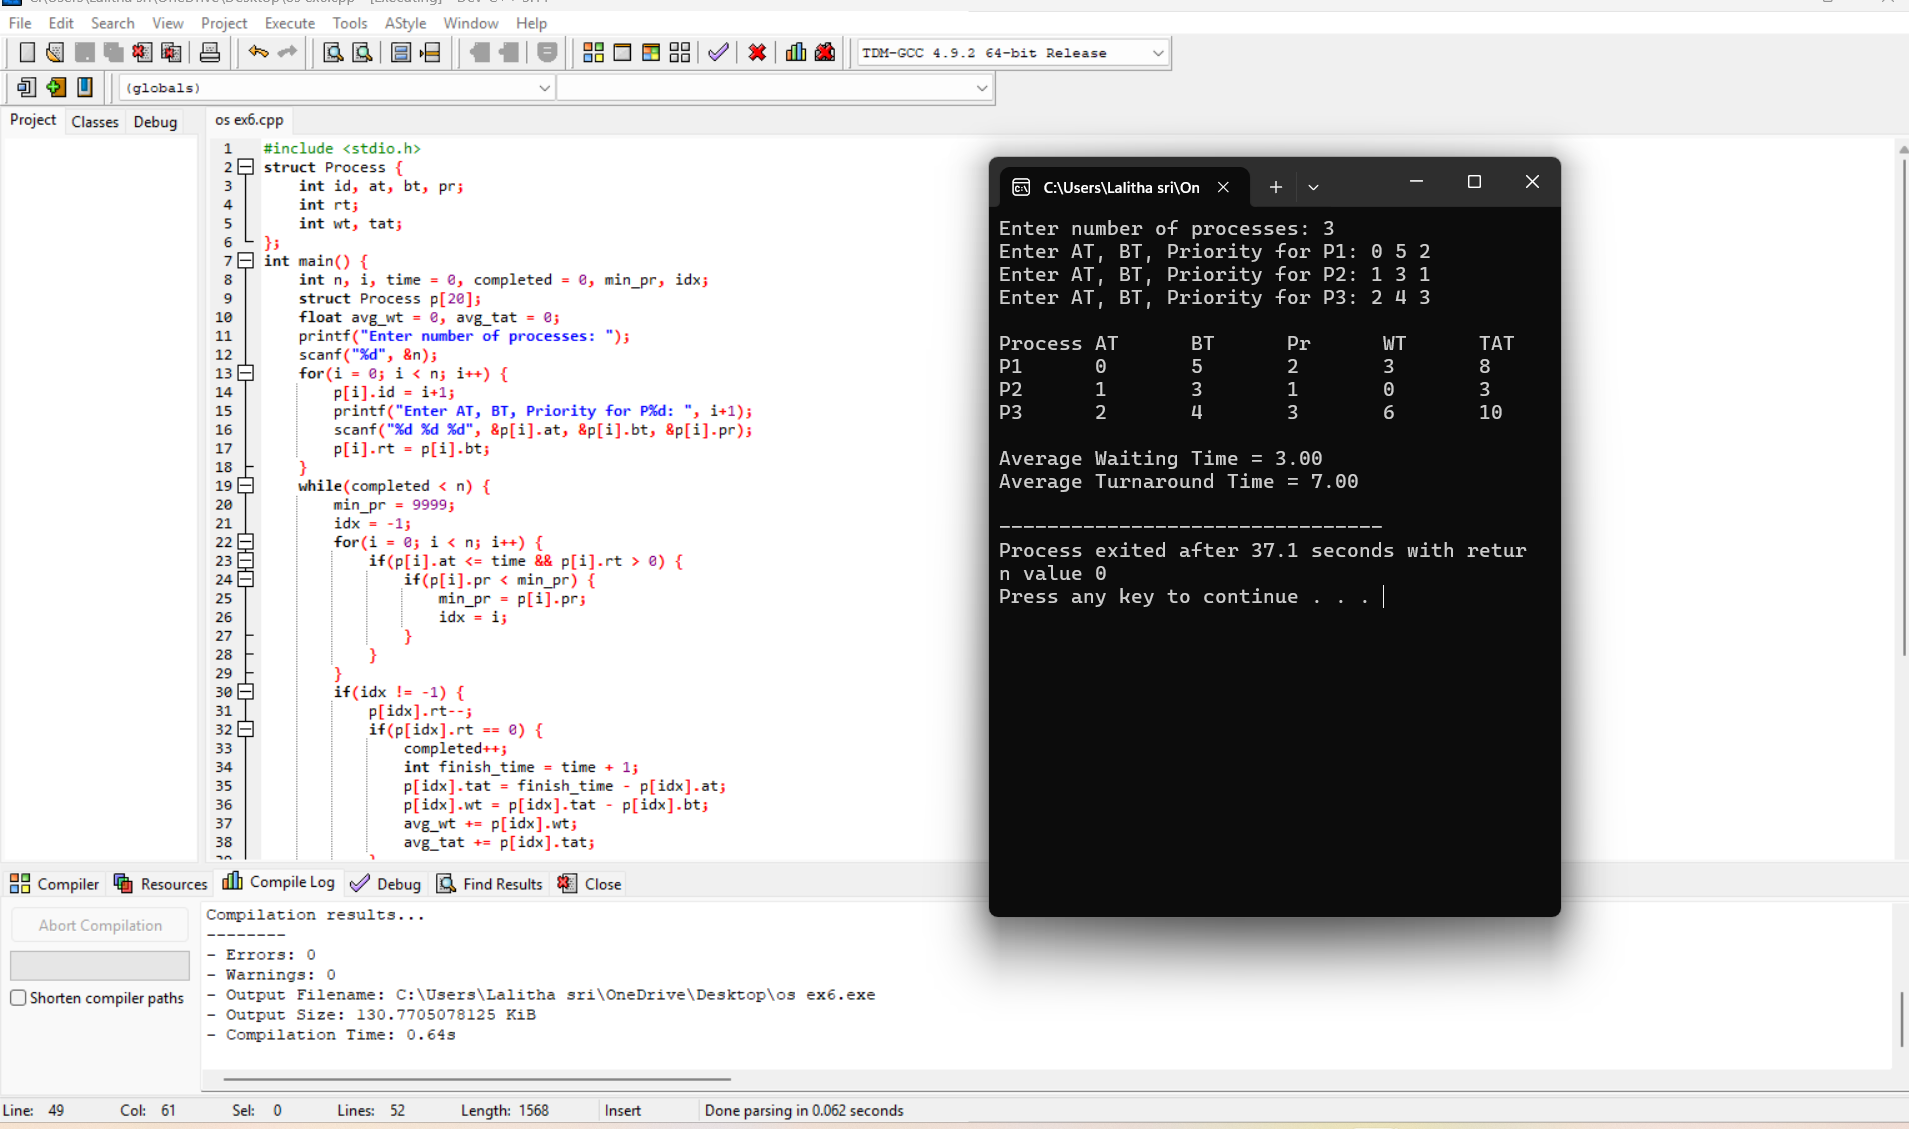 File Edit Search View Project Execute Tools AStyle Window Help
TDM-GCC 4.9.2 64-bit Release
(globals)
Project Classes Debug os ex6.cpp
1 #include <stdio.h>
2 struct Process {
3 int id, at, bt, pr;
4 int rt;
5 int wt, tat;
6 };
7 int main() {
8 int n, i, time = 0, completed = 0, min_pr, idx;
9 struct Process p[20];
10 float avg_wt = 0, avg_tat = 0;
11 printf("Enter number of processes: ");
12 scanf("%d", &n);
13 for(i = 0; i < n; i++) {
14 p[i].id = i+1;
15 printf("Enter AT, BT, Priority for P%d: ", i+1);
16 scanf("%d %d %d", &p[i].at, &p[i].bt, &p[i].pr);
17 p[i].rt = p[i].bt;
18 }
19 while(completed < n) {
20 min_pr = 9999;
21 idx = -1;
22 for(i = 0; i < n; i++) {
23 if(p[i].at <= time && p[i].rt > 0) {
24 if(p[i].pr < min_pr) {
25 min_pr = p[i].pr;
26 idx = i;
27 }
28 }
29 }
30 if(idx != -1) {
31 p[idx].rt--;
32 if(p[idx].rt == 0) {
33 completed++;
34 int finish_time = time + 1;
35 p[idx].tat = finish_time - p[idx].at;
36 p[idx].wt = p[idx].tat - p[idx].bt;
37 avg_wt += p[idx].wt;
38 avg_tat += p[idx].tat;
C:\Users\Lalitha sri\On
Enter number of processes: 3
Enter AT, BT, Priority for P1: 0 5 2
Enter AT, BT, Priority for P2: 1 3 1
Enter AT, BT, Priority for P3: 2 4 3
Process AT BT Pr WT TAT
P1 0 5 2 3 8
P2 1 3 1 0 3
P3 2 4 3 6 10
Average Waiting Time = 3.00
Average Turnaround Time = 7.00
--------------------------------
Process exited after 37.1 seconds with retur
n value 0
Press any key to continue . . .
Compiler Resources Compile Log Debug Find Results Close
Abort Compilation
Shorten compiler paths
Compilation results...
--------
- Errors: 0
- Warnings: 0
- Output Filename: C:\Users\Lalitha sri\OneDrive\Desktop\os ex6.exe
- Output Size: 130.7705078125 KiB
- Compilation Time: 0.64s
Line: 49 Col: 61 Sel: 0 Lines: 52 Length: 1568 Insert Done parsing in 0.062 seconds